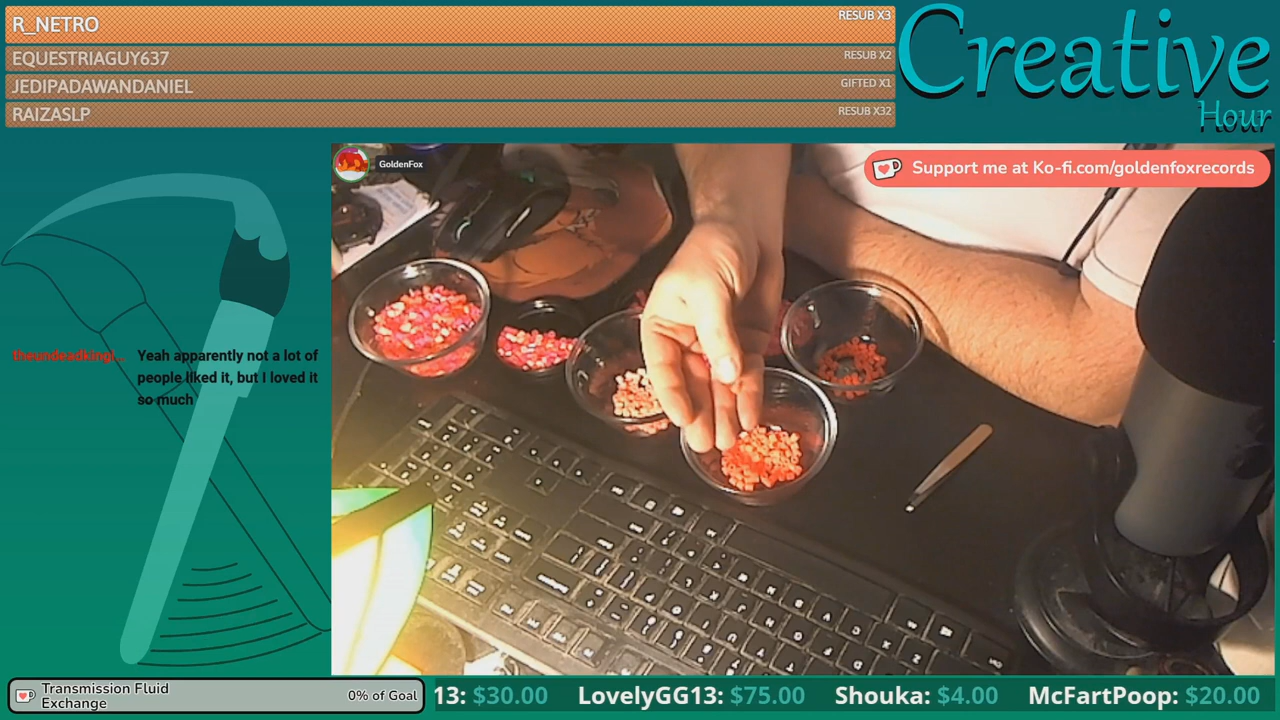 R_NETRO
RESUB X3
EQUESTRIAGUY637
RESUB X2
JEDIPADAWANDANIEL
GIFTED X1
RAIZASLP
RESUB X32
Creative
Hour
GoldenFox
Support me at Ko-fi.com/goldenfoxrecords
theundeadkingl_ Yeah apparently not a lot of
people liked it, but I loved it
so much
Transmission Fluid
Exchange
0% of Goal
13: $30.00 LovelyGG13: $75.00 Shouka: $4.00 McFartPoop: $20.00